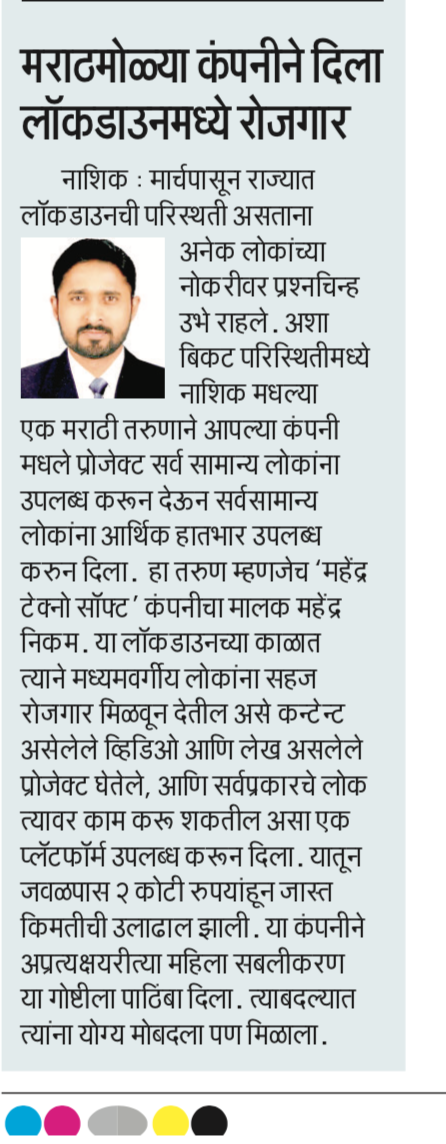 मराठमोळ्या कंपनीने दिला
लॉकडाउनमध्ये रोजगार
नाशिक : मार्चपासून राज्यात
लॉकडाउनची परिस्थती असताना
अनेक लोकांच्या
नोकरीवर प्रश्नचिन्ह
उभे राहले. अशा
बिकट परिस्थितीमध्ये
नाशिक मधल्या
एक मराठी तरुणाने आपल्या कंपनी
मधले प्रोजेक्ट सर्व सामान्य लोकांना
उपलब्ध करून देऊन सर्वसामान्य
लोकांना आर्थिक हातभार उपलब्ध
करुन दिला. हा तरुण म्हणजेच ‘महेंद्र
टेक्नो सॉफ्ट’ कंपनीचा मालक महेंद्र
निकम. या लॉकडाउनच्या काळात
त्याने मध्यमवर्गीय लोकांना सहज
रोजगार मिळवून देतील असे कन्टेन्ट
असेलेले व्हिडिओ आणि लेख असलेले
प्रोजेक्ट घेतेले, आणि सर्वप्रकारचे लोक
त्यावर काम करू शकतील असा एक
प्लॅटफॉर्म उपलब्ध करून दिला. यातून
जवळपास २ कोटी रुपयांहून जास्त
किमतीची उलाढाल झाली. या कंपनीने
अप्रत्यक्षयरीत्या महिला सबलीकरण
या गोष्टीला पाठिंबा दिला. त्याबदल्यात
त्यांना योग्य मोबदला पण मिळाला.